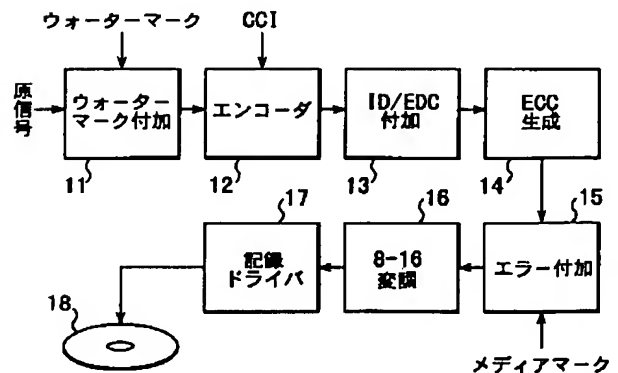 ウォーターマーク
CCI
原信号
ウォーター
マーク付加
エンコーダ
ID/EDC
付加
ECC
生成
11
12
13
14
17
16
15
記録
ドライバ
8-16
変調
エラー付加
18
メディアマーク